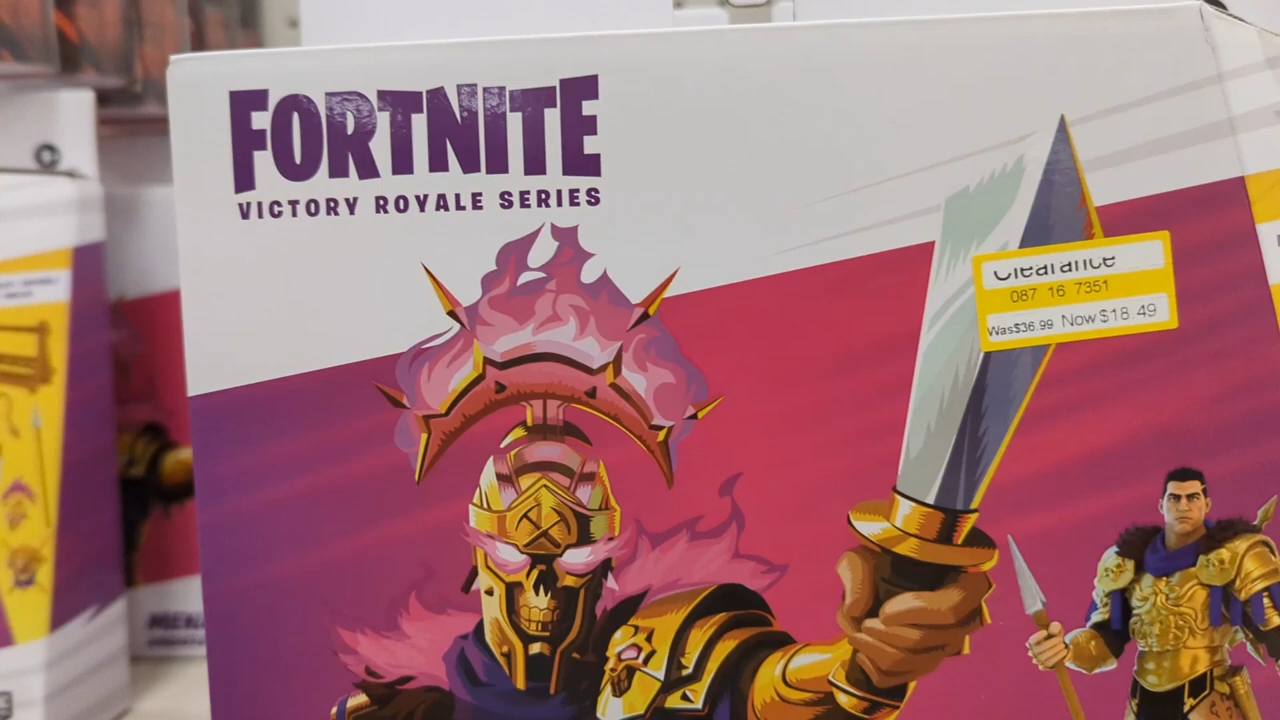 FORTNITE
VICTORY ROYALE SERIES
Clearance
087 16 7351
Was$36.99 Now$18.49